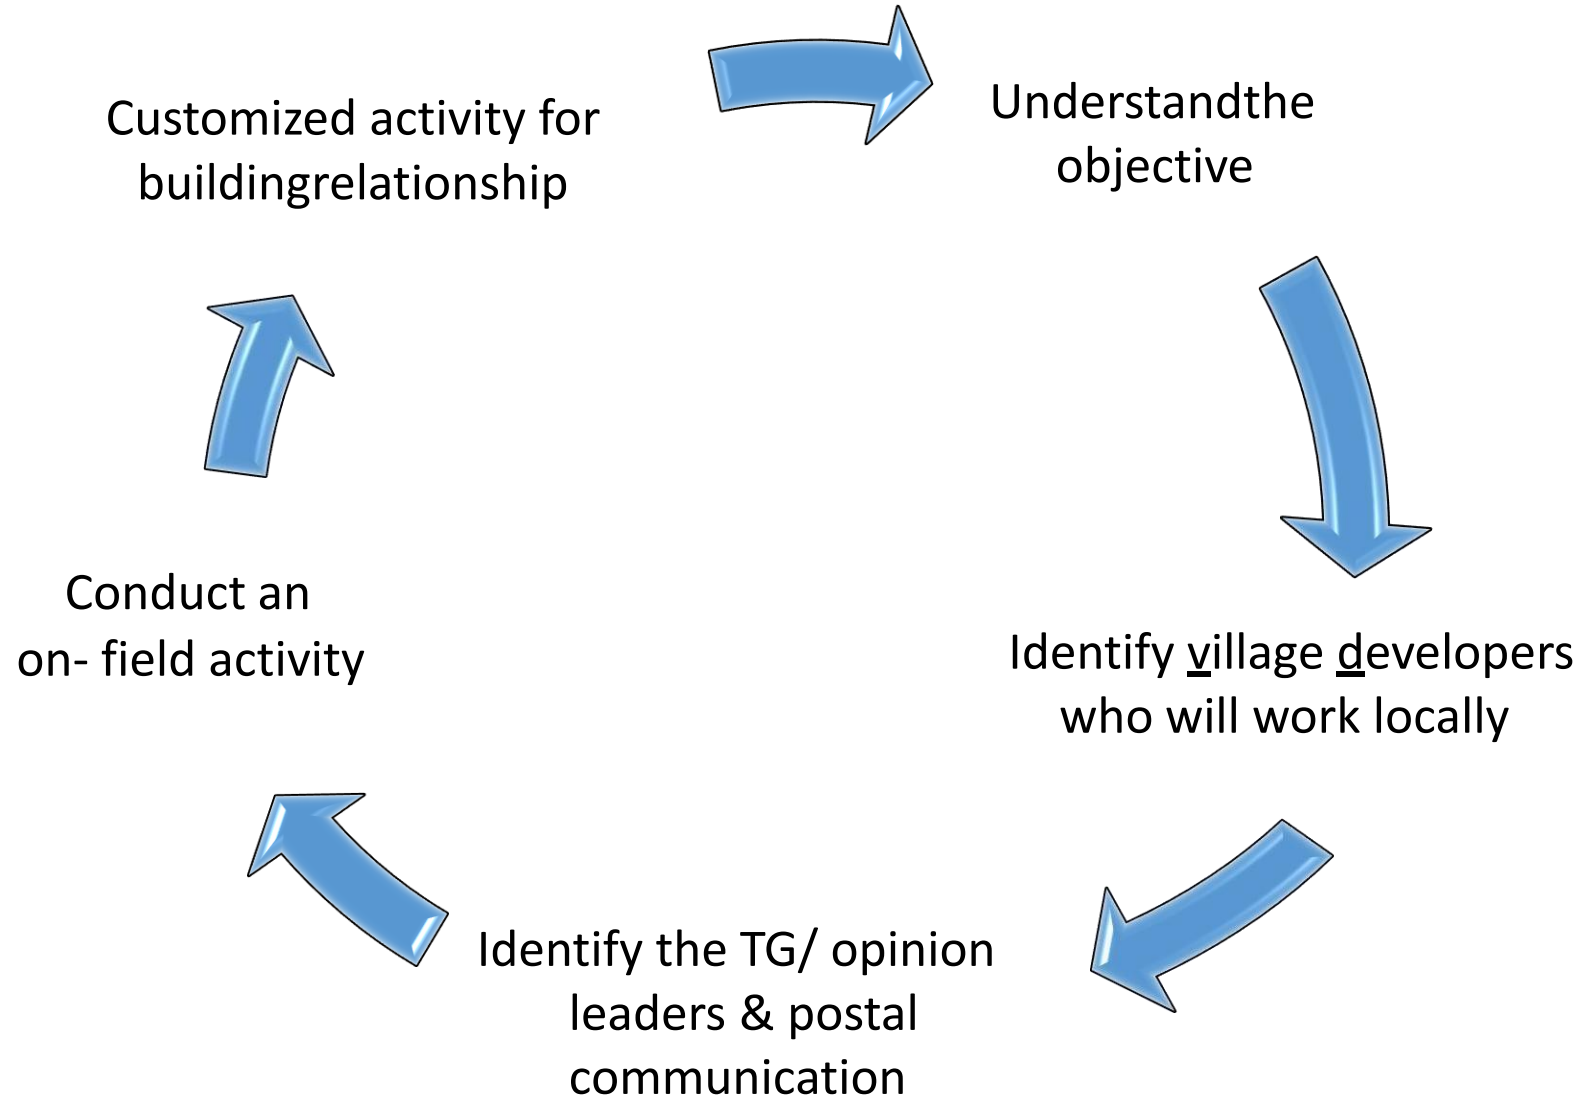 Customized activity for
buildingrelationship
Understandthe
objective
Identify village developers
who will work locally
Identify the TG/ opinion
leaders & postal
communication
Conduct an
on- field activity